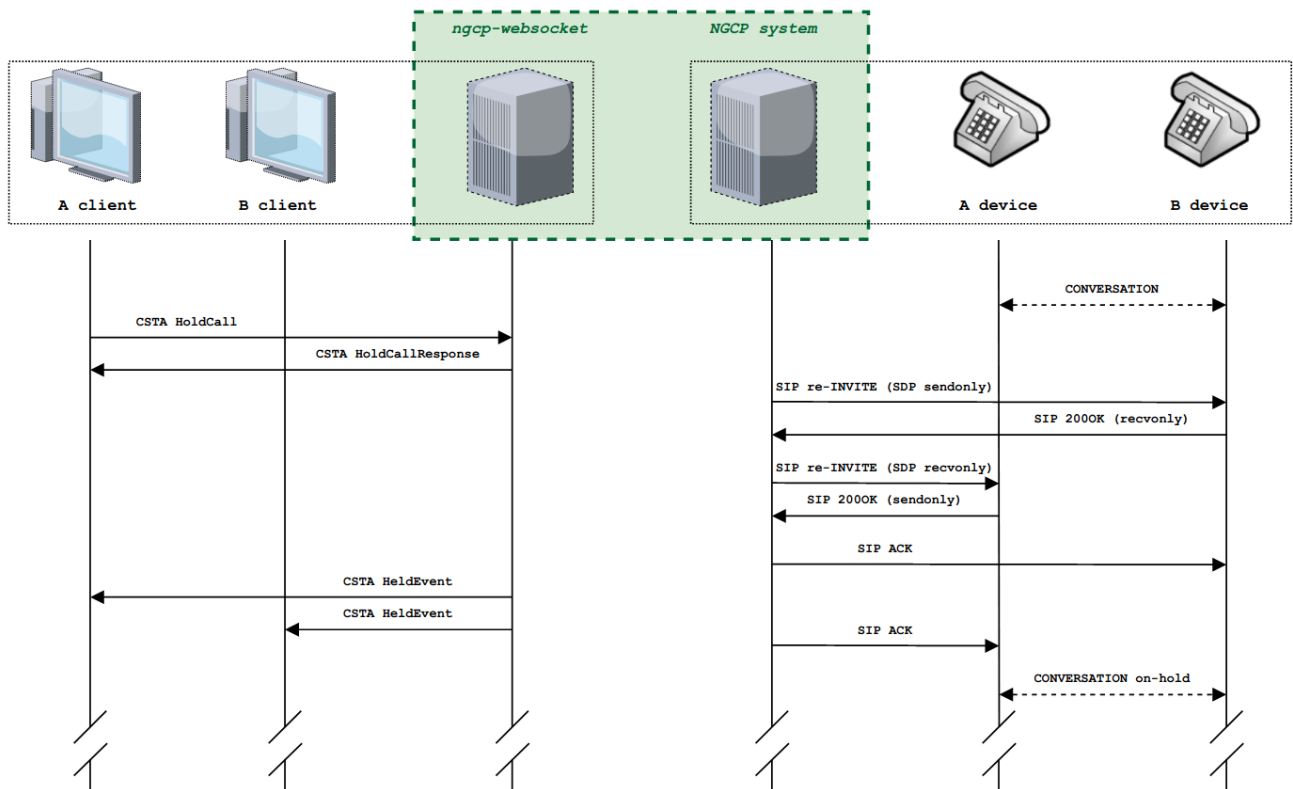 ngcp-websocket
NGCP system
A client
B client
A device
B device
CONVERSATION
CSTA HoldCall
CSTA HoldCallResponse
SIP re-INVITE (SDP sendonly)
SIP 200OK (recvonly)
SIP re-INVITE (SDP recvonly)
SIP 200OK (sendonly)
SIP ACK
CSTA HeldEvent
CSTA HeldEvent
SIP ACK
CONVERSATION on-hold